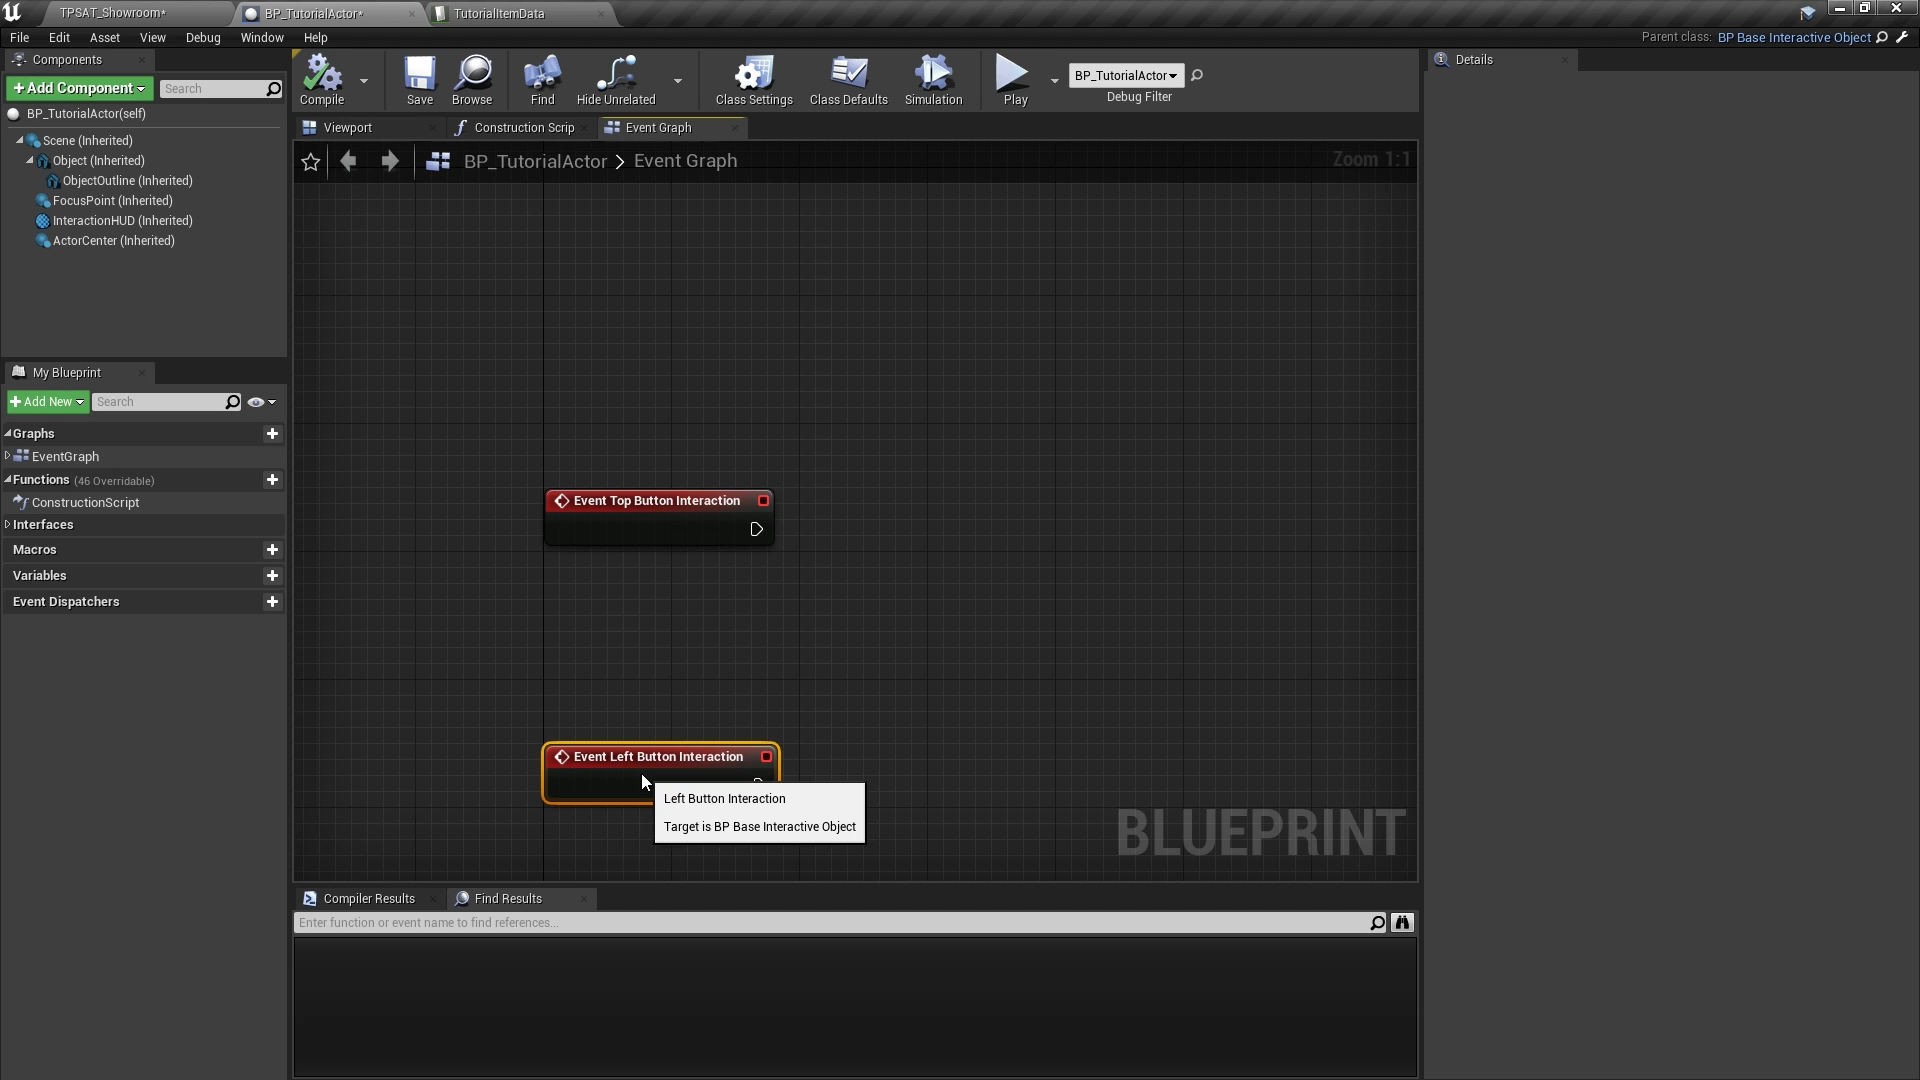 TPSAT_Showroom*
BP_TutorialActor*
TutorialItemData
File Edit Asset View Debug Window Help
Parent class: BP Base Interactive Object
Components
+Add Component
Search
BP_TutorialActor(self)
Scene (Inherited)
Object (Inherited)
ObjectOutline (Inherited)
FocusPoint (Inherited)
InteractionHUD (Inherited)
ActorCenter (Inherited)
My Blueprint
+Add New
Search
Graphs
EventGraph
Functions (46 Overridable)
ConstructionScript
Interfaces
Macros
Variables
Event Dispatchers
Compile
Save
Browse
Find
Hide Unrelated
Class Settings
Class Defaults
Simulation
Play
BP_TutorialActor
Debug Filter
Viewport
Construction Scrip
Event Graph
BP_TutorialActor > Event Graph
Zoom 1:1
Event Top Button Interaction
Event Left Button Interaction
Left Button Interaction
Target is BP Base Interactive Object
BLUEPRINT
Compiler Results
Find Results
Enter function or event name to find references...
Details